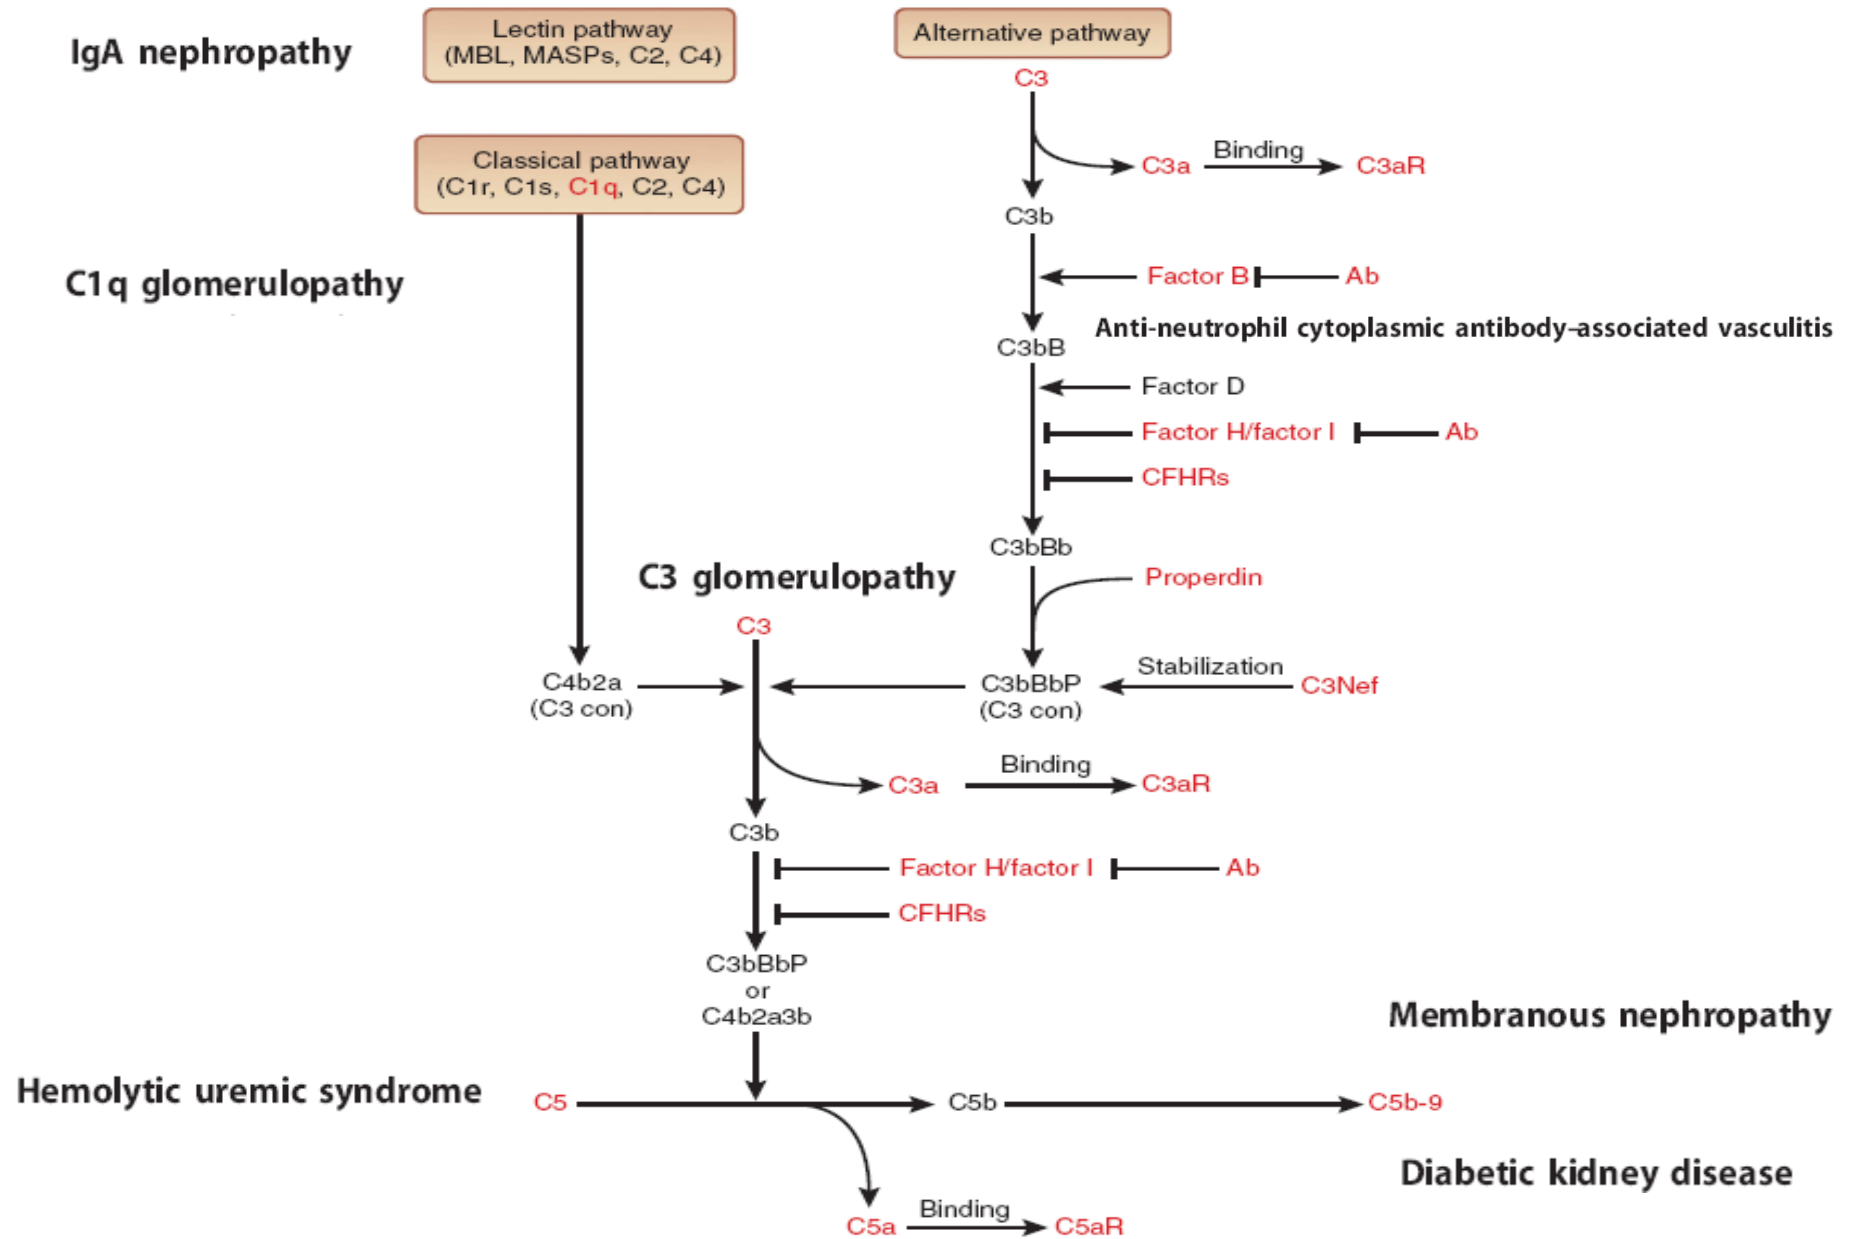 IgA nephropathy
Lectin pathway
(MBL, MASPs, C2, C4)
Alternative pathway
C3
Classical pathway
(C1r, C1s, C1q, C2, C4)
C3a
Binding
C3aR
C3b
C1q glomerulopathy
Factor B
Ab
Anti-neutrophil cytoplasmic antibody–associated vasculitis
C3bB
Factor D
Factor H/factor I
Ab
CFHRs
C3bBb
C3 glomerulopathy
Properdin
C3
C4b2a
(C3 con)
C3bBbP
(C3 con)
Stabilization
C3Nef
C3a
Binding
C3aR
C3b
Factor H/factor I
Ab
CFHRs
C3bBbP
or
C4b2a3b
Membranous nephropathy
Hemolytic uremic syndrome
C5
C5b
C5b-9
Diabetic kidney disease
C5a
Binding
C5aR